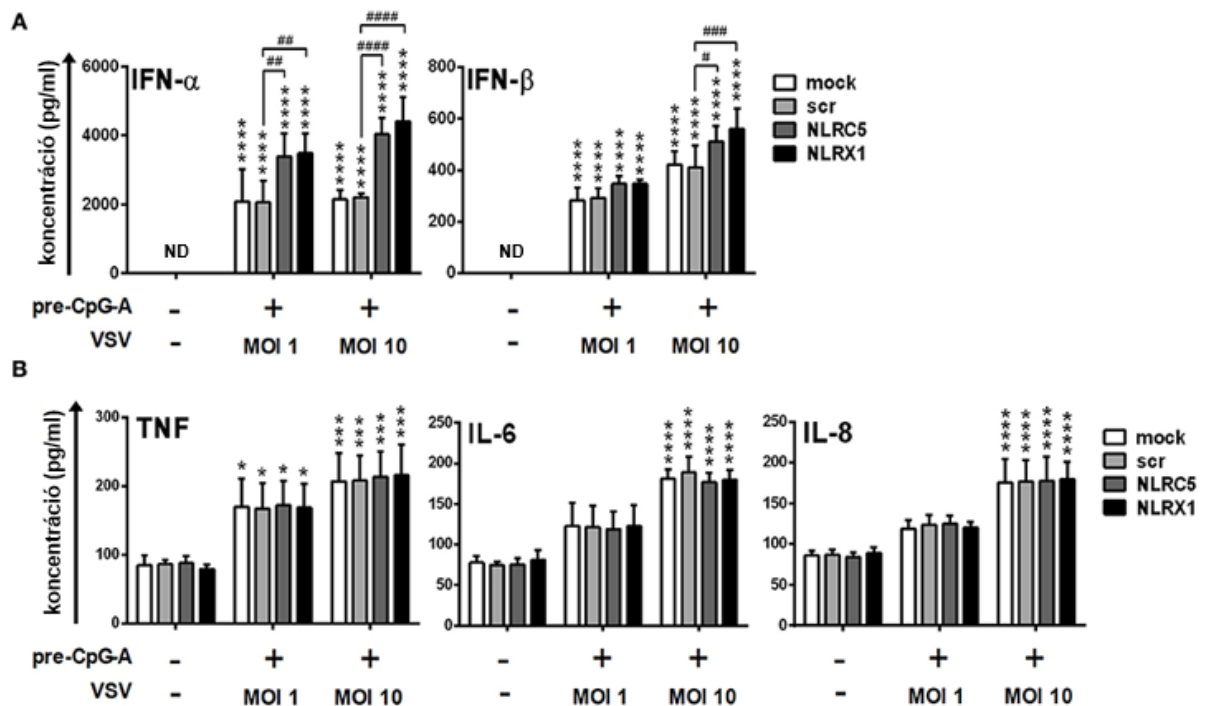 A
koncentráció (pg/ml)
6000
4000
2000
0
IFN-α
ND
****
****
****
****
****
****
****
****
##
##
####
####
800
600
400
200
0
IFN-β
ND
****
****
****
****
****
****
****
****
#
###
mock
scr
NLRC5
NLRX1
pre-CpG-A - + + - + +
VSV - MOI 1 MOI 10 - MOI 1 MOI 10
B
koncentráció (pg/ml)
300
200
100
0
TNF
* * * *
***
***
***
***
250
200
150
100
50
0
IL-6
****
****
****
****
250
200
150
100
50
0
IL-8
****
****
****
****
mock
scr
NLRC5
NLRX1
pre-CpG-A - + + - + + - + +
VSV - MOI 1 MOI 10 - MOI 1 MOI 10 - MOI 1 MOI 10